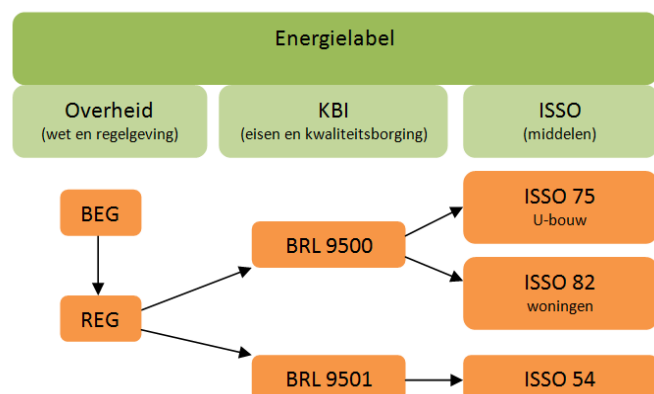 Energielabel
Overheid
(wet en regelgeving)
KBI
(eisen en kwaliteitsborging)
ISSO
(middelen)
BEG
REG
BRL 9500
BRL 9501
ISSO 75
U-bouw
ISSO 82
woningen
ISSO 54